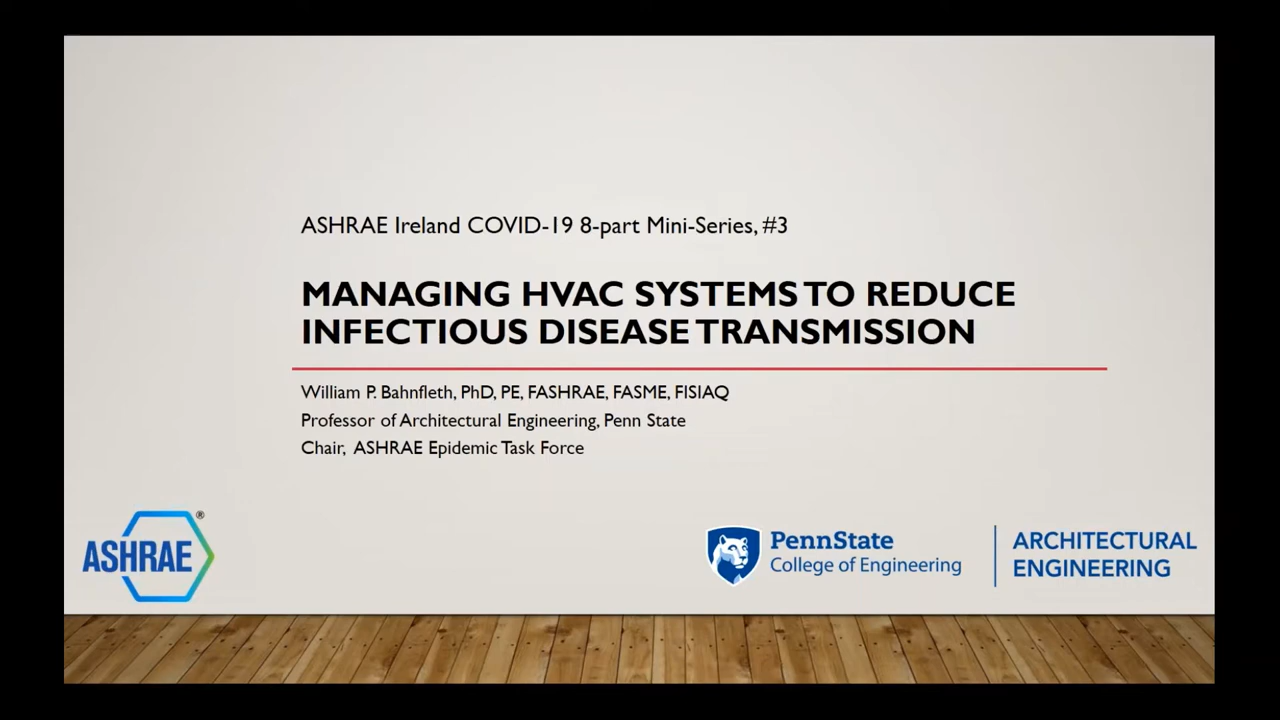 ASHRAE Ireland COVID-19 8-part Mini-Series, #3
MANAGING HVAC SYSTEMS TO REDUCE
INFECTIOUS DISEASE TRANSMISSION
William P. Bahnfleth, PhD, PE, FASHRAE, FASME, FISIAQ
Professor of Architectural Engineering, Penn State
Chair, ASHRAE Epidemic Task Force
ASHRAE®
PennState
College of Engineering
ARCHITECTURAL
ENGINEERING